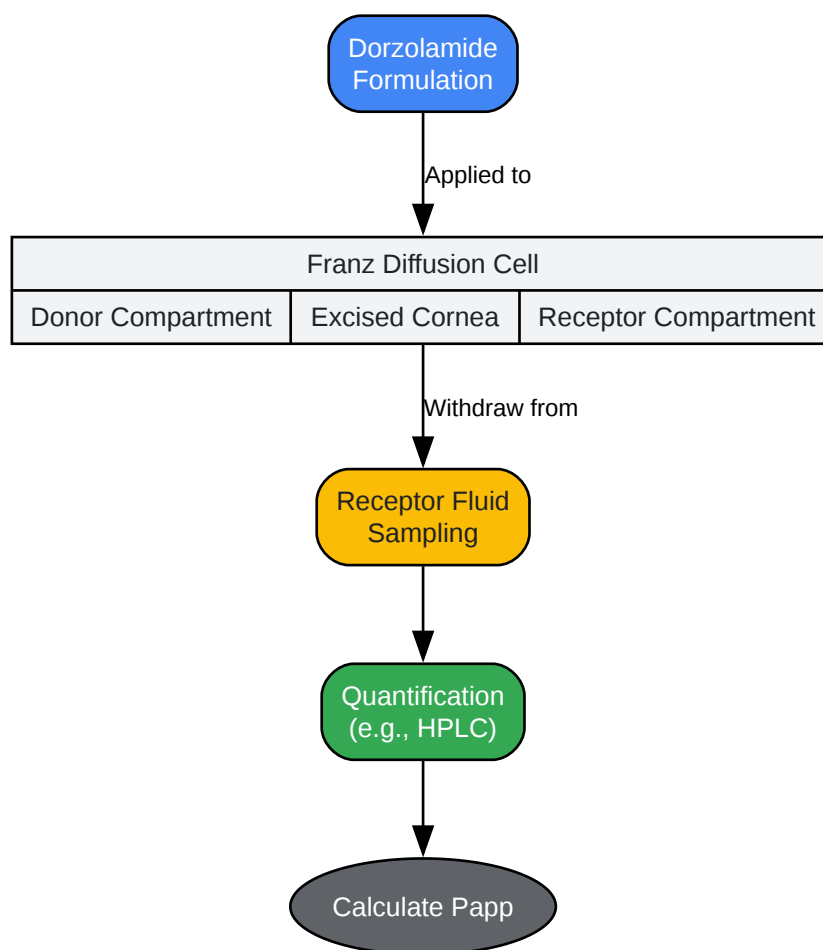 Dorzolamide
Formulation
Applied to
Franz Diffusion Cell
Donor Compartment Excised Cornea Receptor Compartment
Withdraw from
Receptor Fluid
Sampling
Quantification
(e.g., HPLC)
Calculate Papp